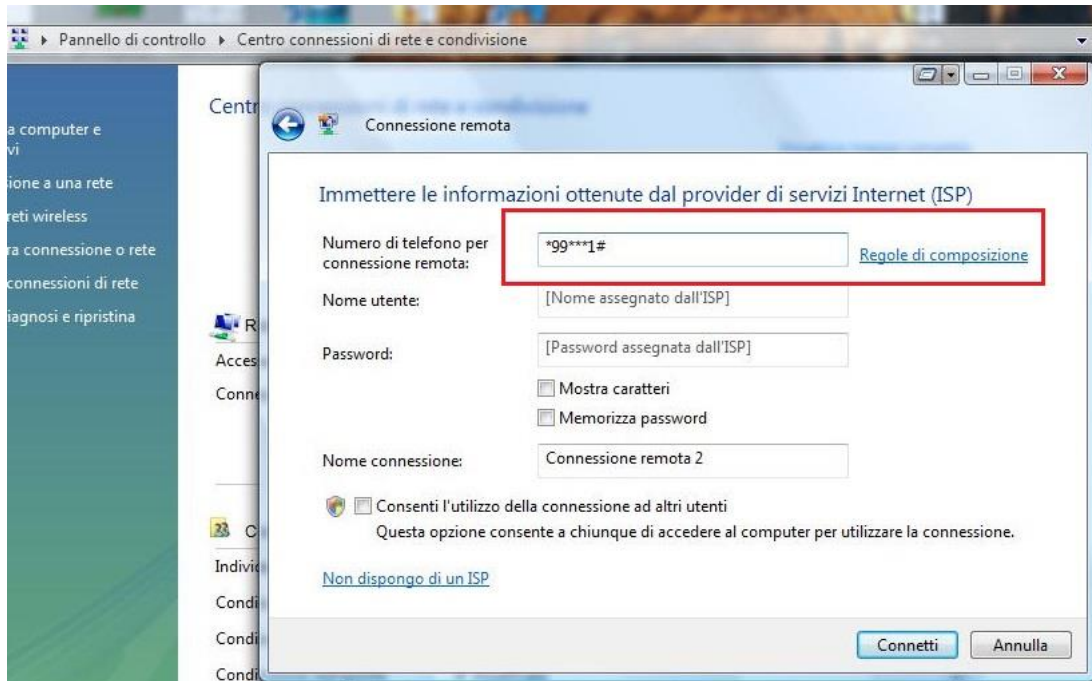 Pannello di controllo ▸ Centro connessioni di rete e condivisione
Centr
a computer e
vi
ione a una rete
reti wireless
ra connessione o rete
connessioni di rete
iagnosi e ripristina
R
Acces
Conne
C
Individ
Condi
Condi
Condi
Connessione remota
Immettere le informazioni ottenute dal provider di servizi Internet (ISP)
Numero di telefono per
connessione remota:
*99***1#
Regole di composizione
Nome utente:
[Nome assegnato dall'ISP]
Password:
[Password assegnata dall'ISP]
Mostra caratteri
Memorizza password
Nome connessione:
Connessione remota 2
Consenti l'utilizzo della connessione ad altri utenti
Questa opzione consente a chiunque di accedere al computer per utilizzare la connessione.
Non dispongo di un ISP
Connetti
Annulla